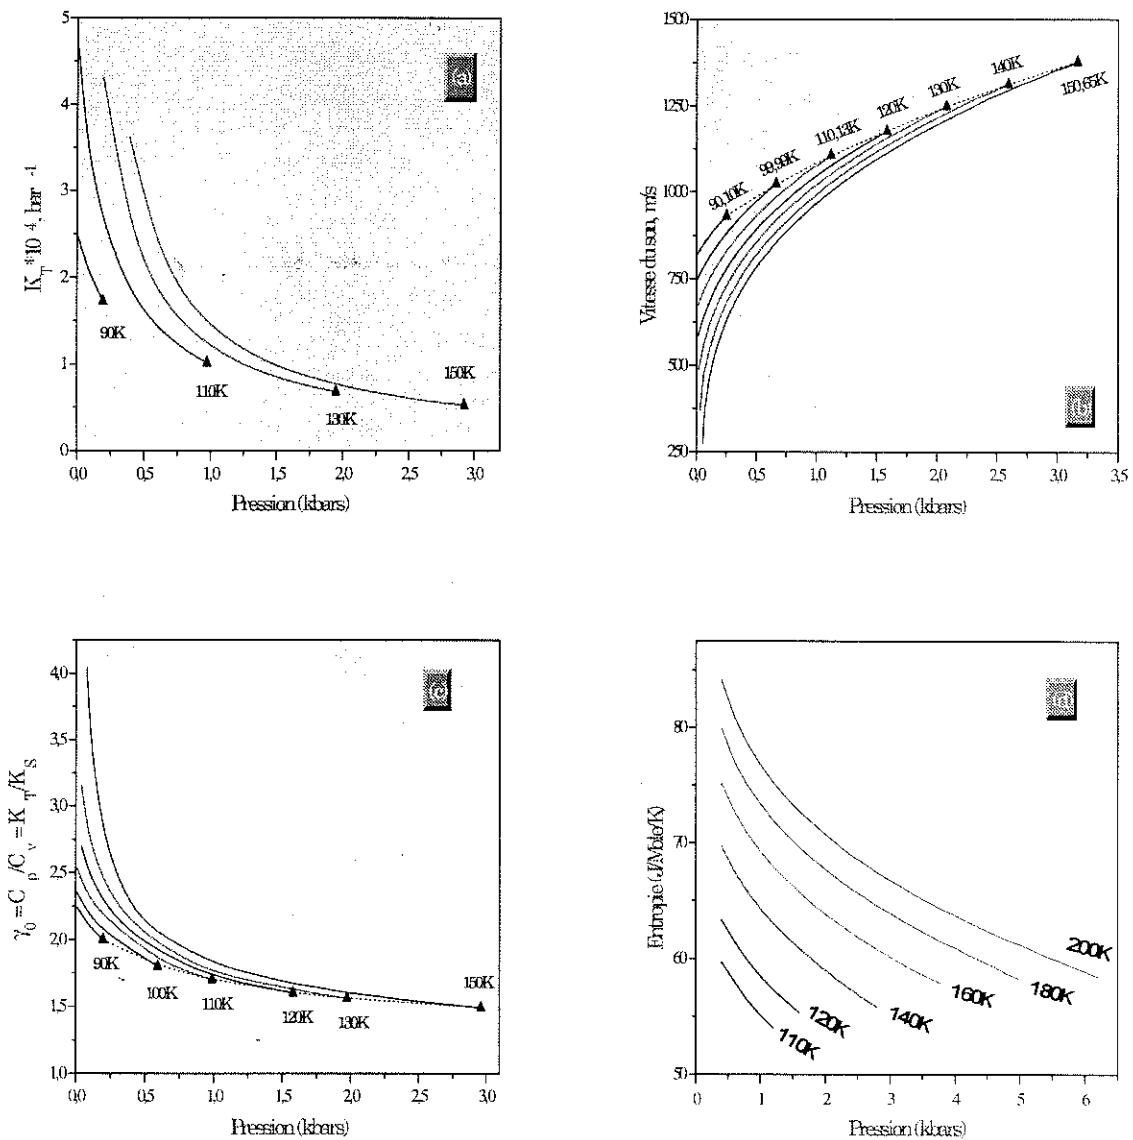 5
4
3
2
1
0
K_T *10^-4, bar^-1
(a)
90K
110K
130K
150K
0,0 0,5 1,0 1,5 2,0 2,5 3,0
Pression (kbars)
1500
1250
1000
750
500
250
Vitesse du son, m/s
90,10K
99,99K
110,13K
120K
130K
140K
150,65K
(b)
0,0 0,5 1,0 1,5 2,0 2,5 3,0 3,5
Pression (kbars)
4,0
3,5
3,0
2,5
2,0
1,5
1,0
γ_0 = C_p/C_v = K_T/K_S
(c)
90K
100K
110K
120K
130K
150K
0,0 0,5 1,0 1,5 2,0 2,5 3,0
Pression (kbars)
80
70
60
50
Entropie (J/Mole/K)
200K
180K
160K
140K
120K
110K
0 1 2 3 4 5 6
Pression (kbars)